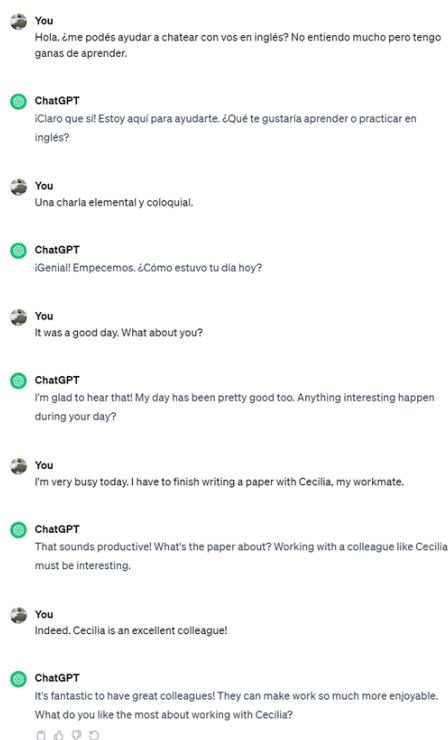 You
Hola. ¿me podés ayudar a chatear con vos en inglés? No entiendo mucho pero tengo
ganas de aprender.
ChatGPT
¡Claro que sí! Estoy aquí para ayudarte. ¿Qué te gustaría aprender o practicar en
inglés?
You
Una charla elemental y coloquial.
ChatGPT
¡Genial! Empecemos. ¿Cómo estuvo tu día hoy?
You
It was a good day. What about you?
ChatGPT
I'm glad to hear that! My day has been pretty good too. Anything interesting happen
during your day?
You
I'm very busy today. I have to finish writing a paper with Cecilia, my workmate.
ChatGPT
That sounds productive! What's the paper about? Working with a colleague like Cecilia
must be interesting.
You
Indeed. Cecilia is an excellent colleague!
ChatGPT
It's fantastic to have great colleagues! They can make work so much more enjoyable.
What do you like the most about working with Cecilia?